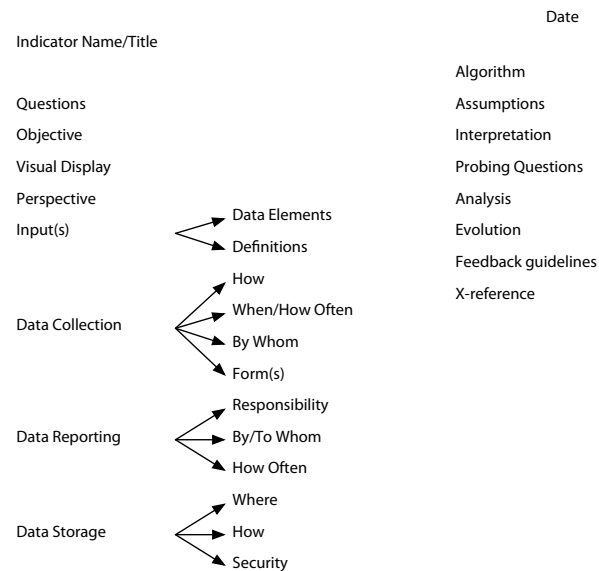 Date
Indicator Name/Title
Questions
Objective
Visual Display
Perspective
Input(s)
Data Elements
Definitions
Data Collection
How
When/How Often
By Whom
Form(s)
Data Reporting
Responsibility
By/To Whom
How Often
Data Storage
Where
How
Security
Algorithm
Assumptions
Interpretation
Probing Questions
Analysis
Evolution
Feedback guidelines
X-reference